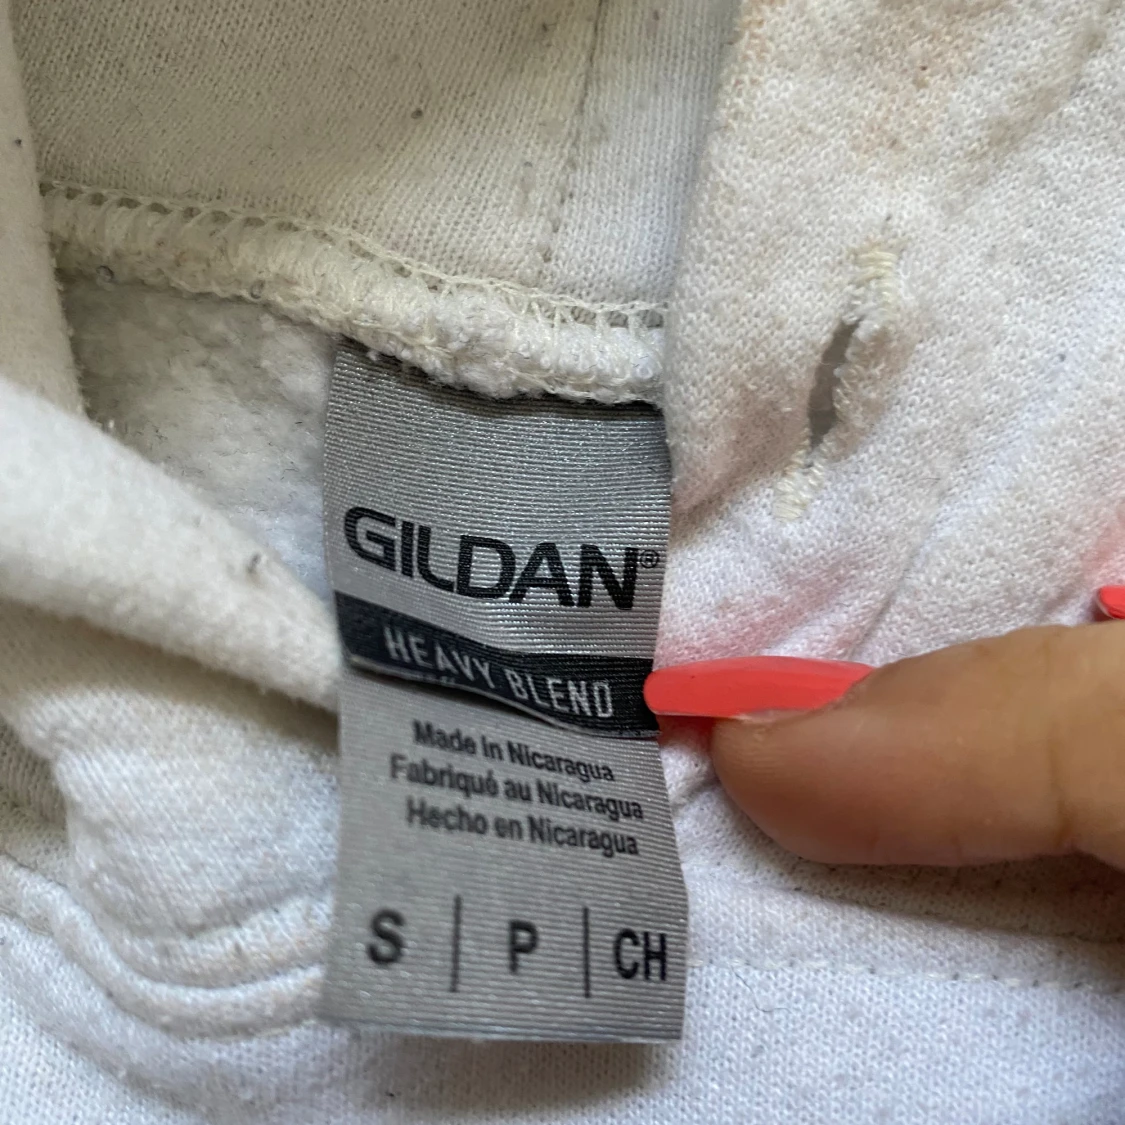 GILDAN®
HEAVY BLEND
Made in Nicaragua
Fabriqué au Nicaragua
Hecho en Nicaragua
S | P | CH